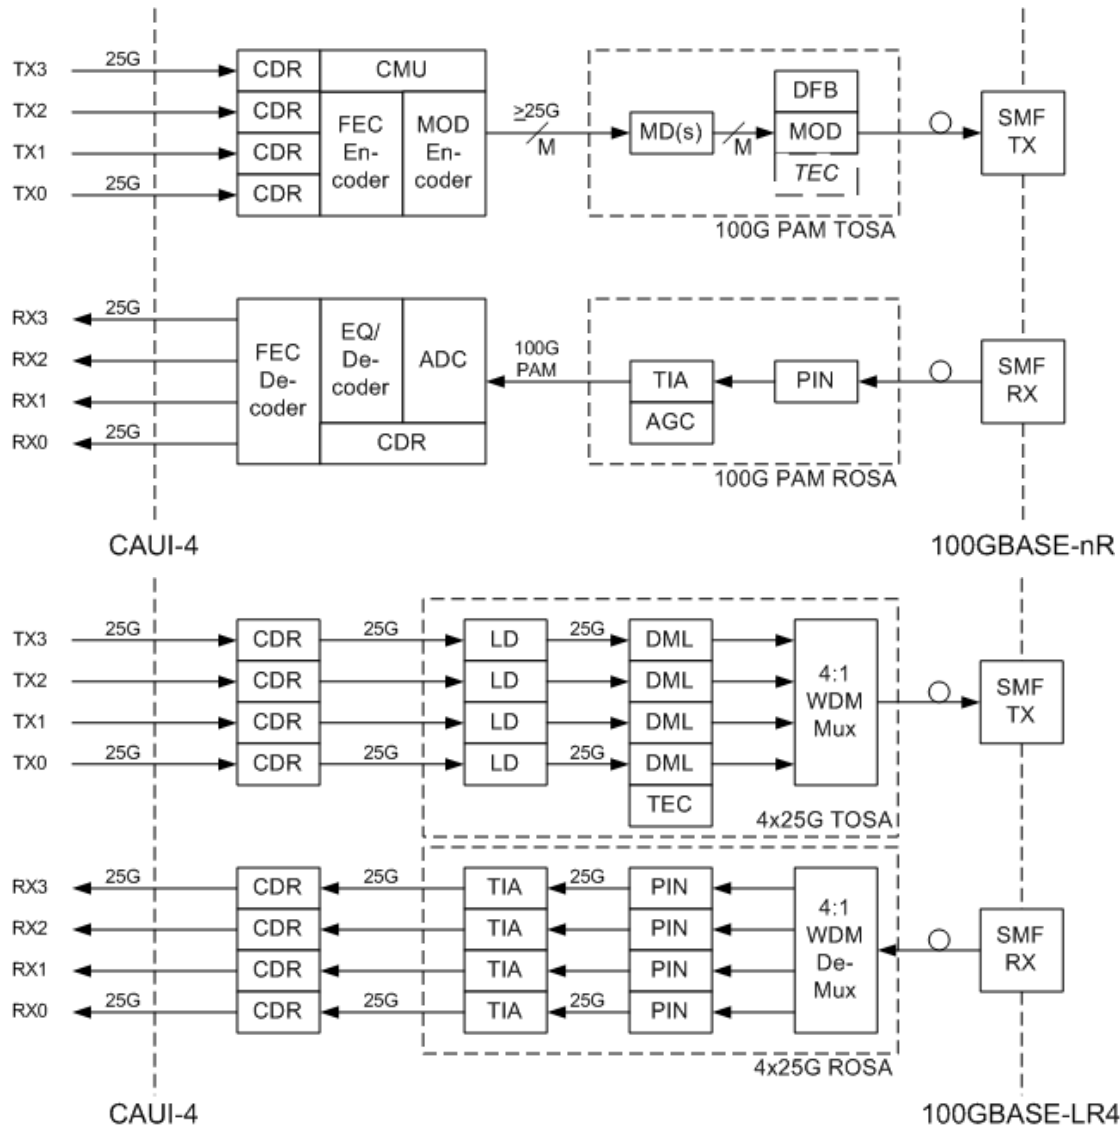 TX3
25G
CDR
CMU
TX2
CDR
FEC
En-
coder
MOD
En-
coder
≥25G
M
MD(s)
M
DFB
MOD
TEC
SMF
TX
TX1
CDR
TX0
25G
CDR
100G PAM TOSA
RX3
25G
FEC
De-
coder
EQ/
De-
coder
ADC
100G
PAM
TIA
AGC
PIN
SMF
RX
RX2
RX1
RX0
25G
CDR
100G PAM ROSA
CAUI-4
100GBASE-nR
TX3
25G
CDR
25G
LD
25G
DML
4:1
WDM
Mux
SMF
TX
TX2
CDR
LD
DML
TX1
CDR
LD
DML
TX0
25G
CDR
25G
LD
25G
DML
TEC
4x25G TOSA
RX3
25G
CDR
25G
TIA
25G
PIN
4:1
WDM
De-
Mux
SMF
RX
RX2
CDR
TIA
PIN
RX1
CDR
TIA
PIN
RX0
25G
CDR
25G
TIA
25G
PIN
4x25G ROSA
CAUI-4
100GBASE-LR4